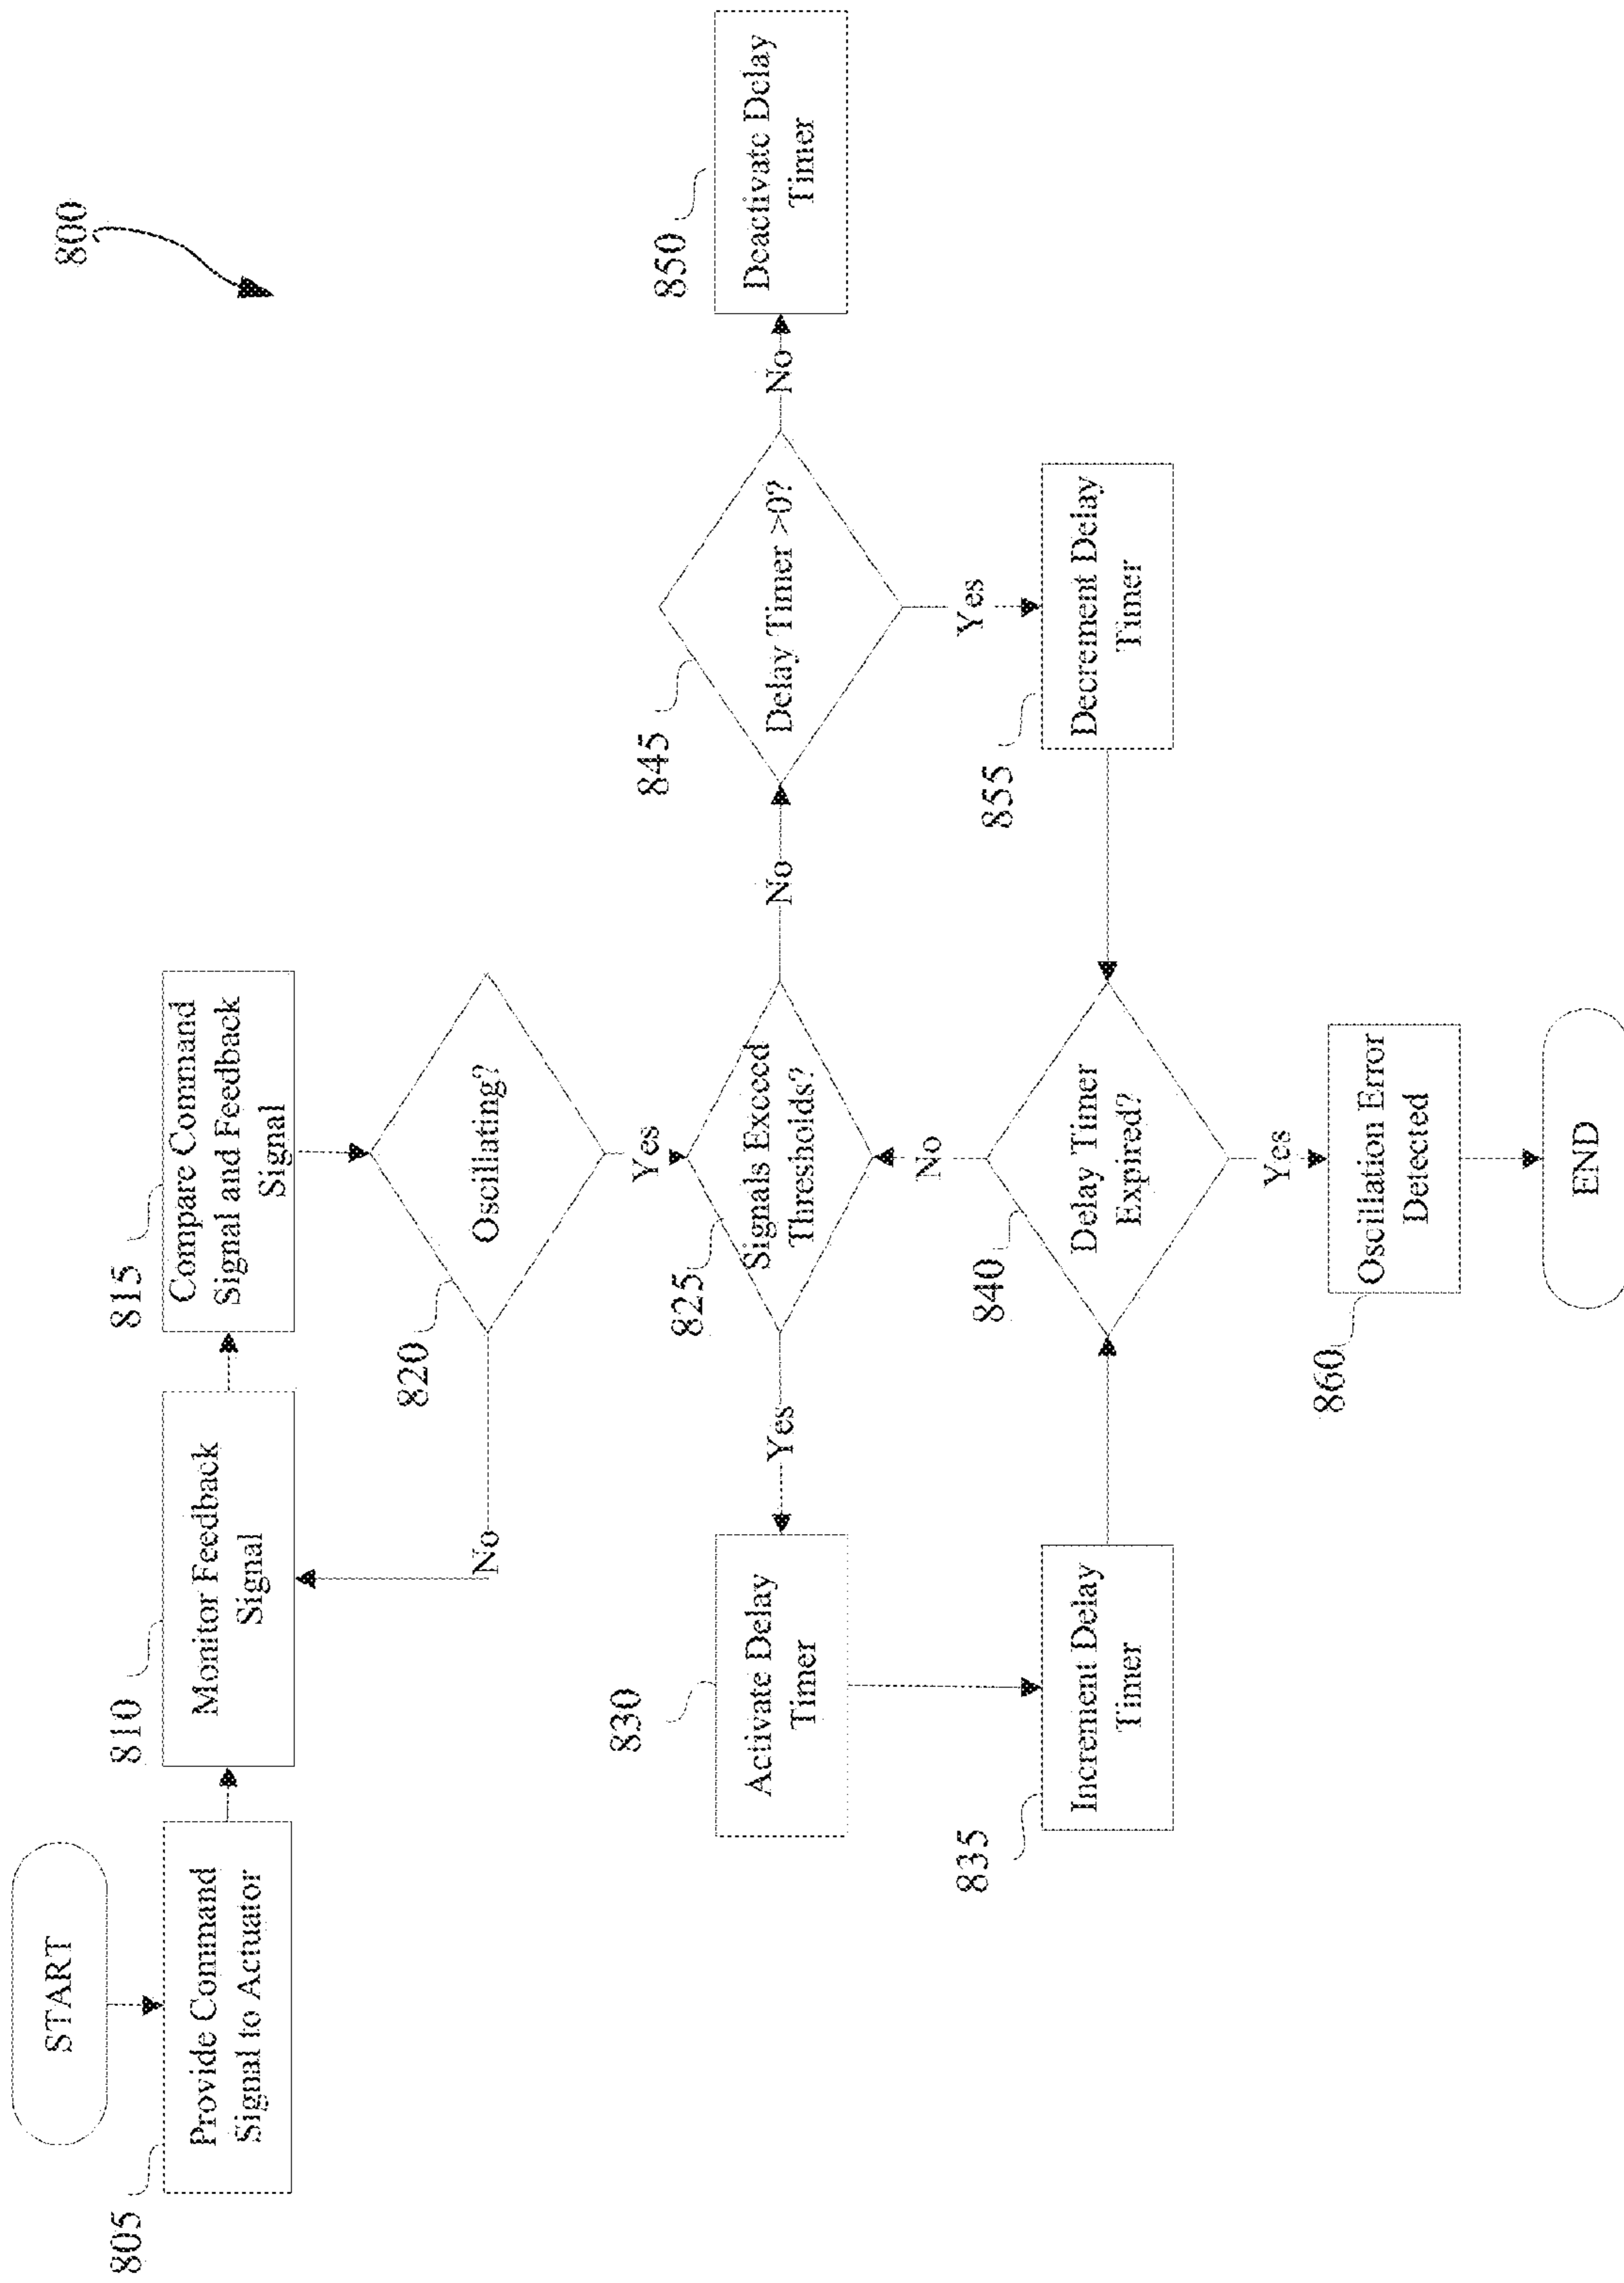 800
START
805
Provide Command
Signal to Actuator
810
Monitor Feedback
Signal
815
Compare Command
Signal and Feedback
Signal
820
Oscillating?
No
Yes
825
Signals Exceed
Thresholds?
Yes
No
830
Activate Delay
Timer
835
Increment Delay
Timer
840
Delay Timer
Expired?
No
Yes
845
Delay Timer >0?
No
Yes
850
Deactivate Delay
Timer
855
Decrement Delay
Timer
860
Oscillation Error
Detected
END